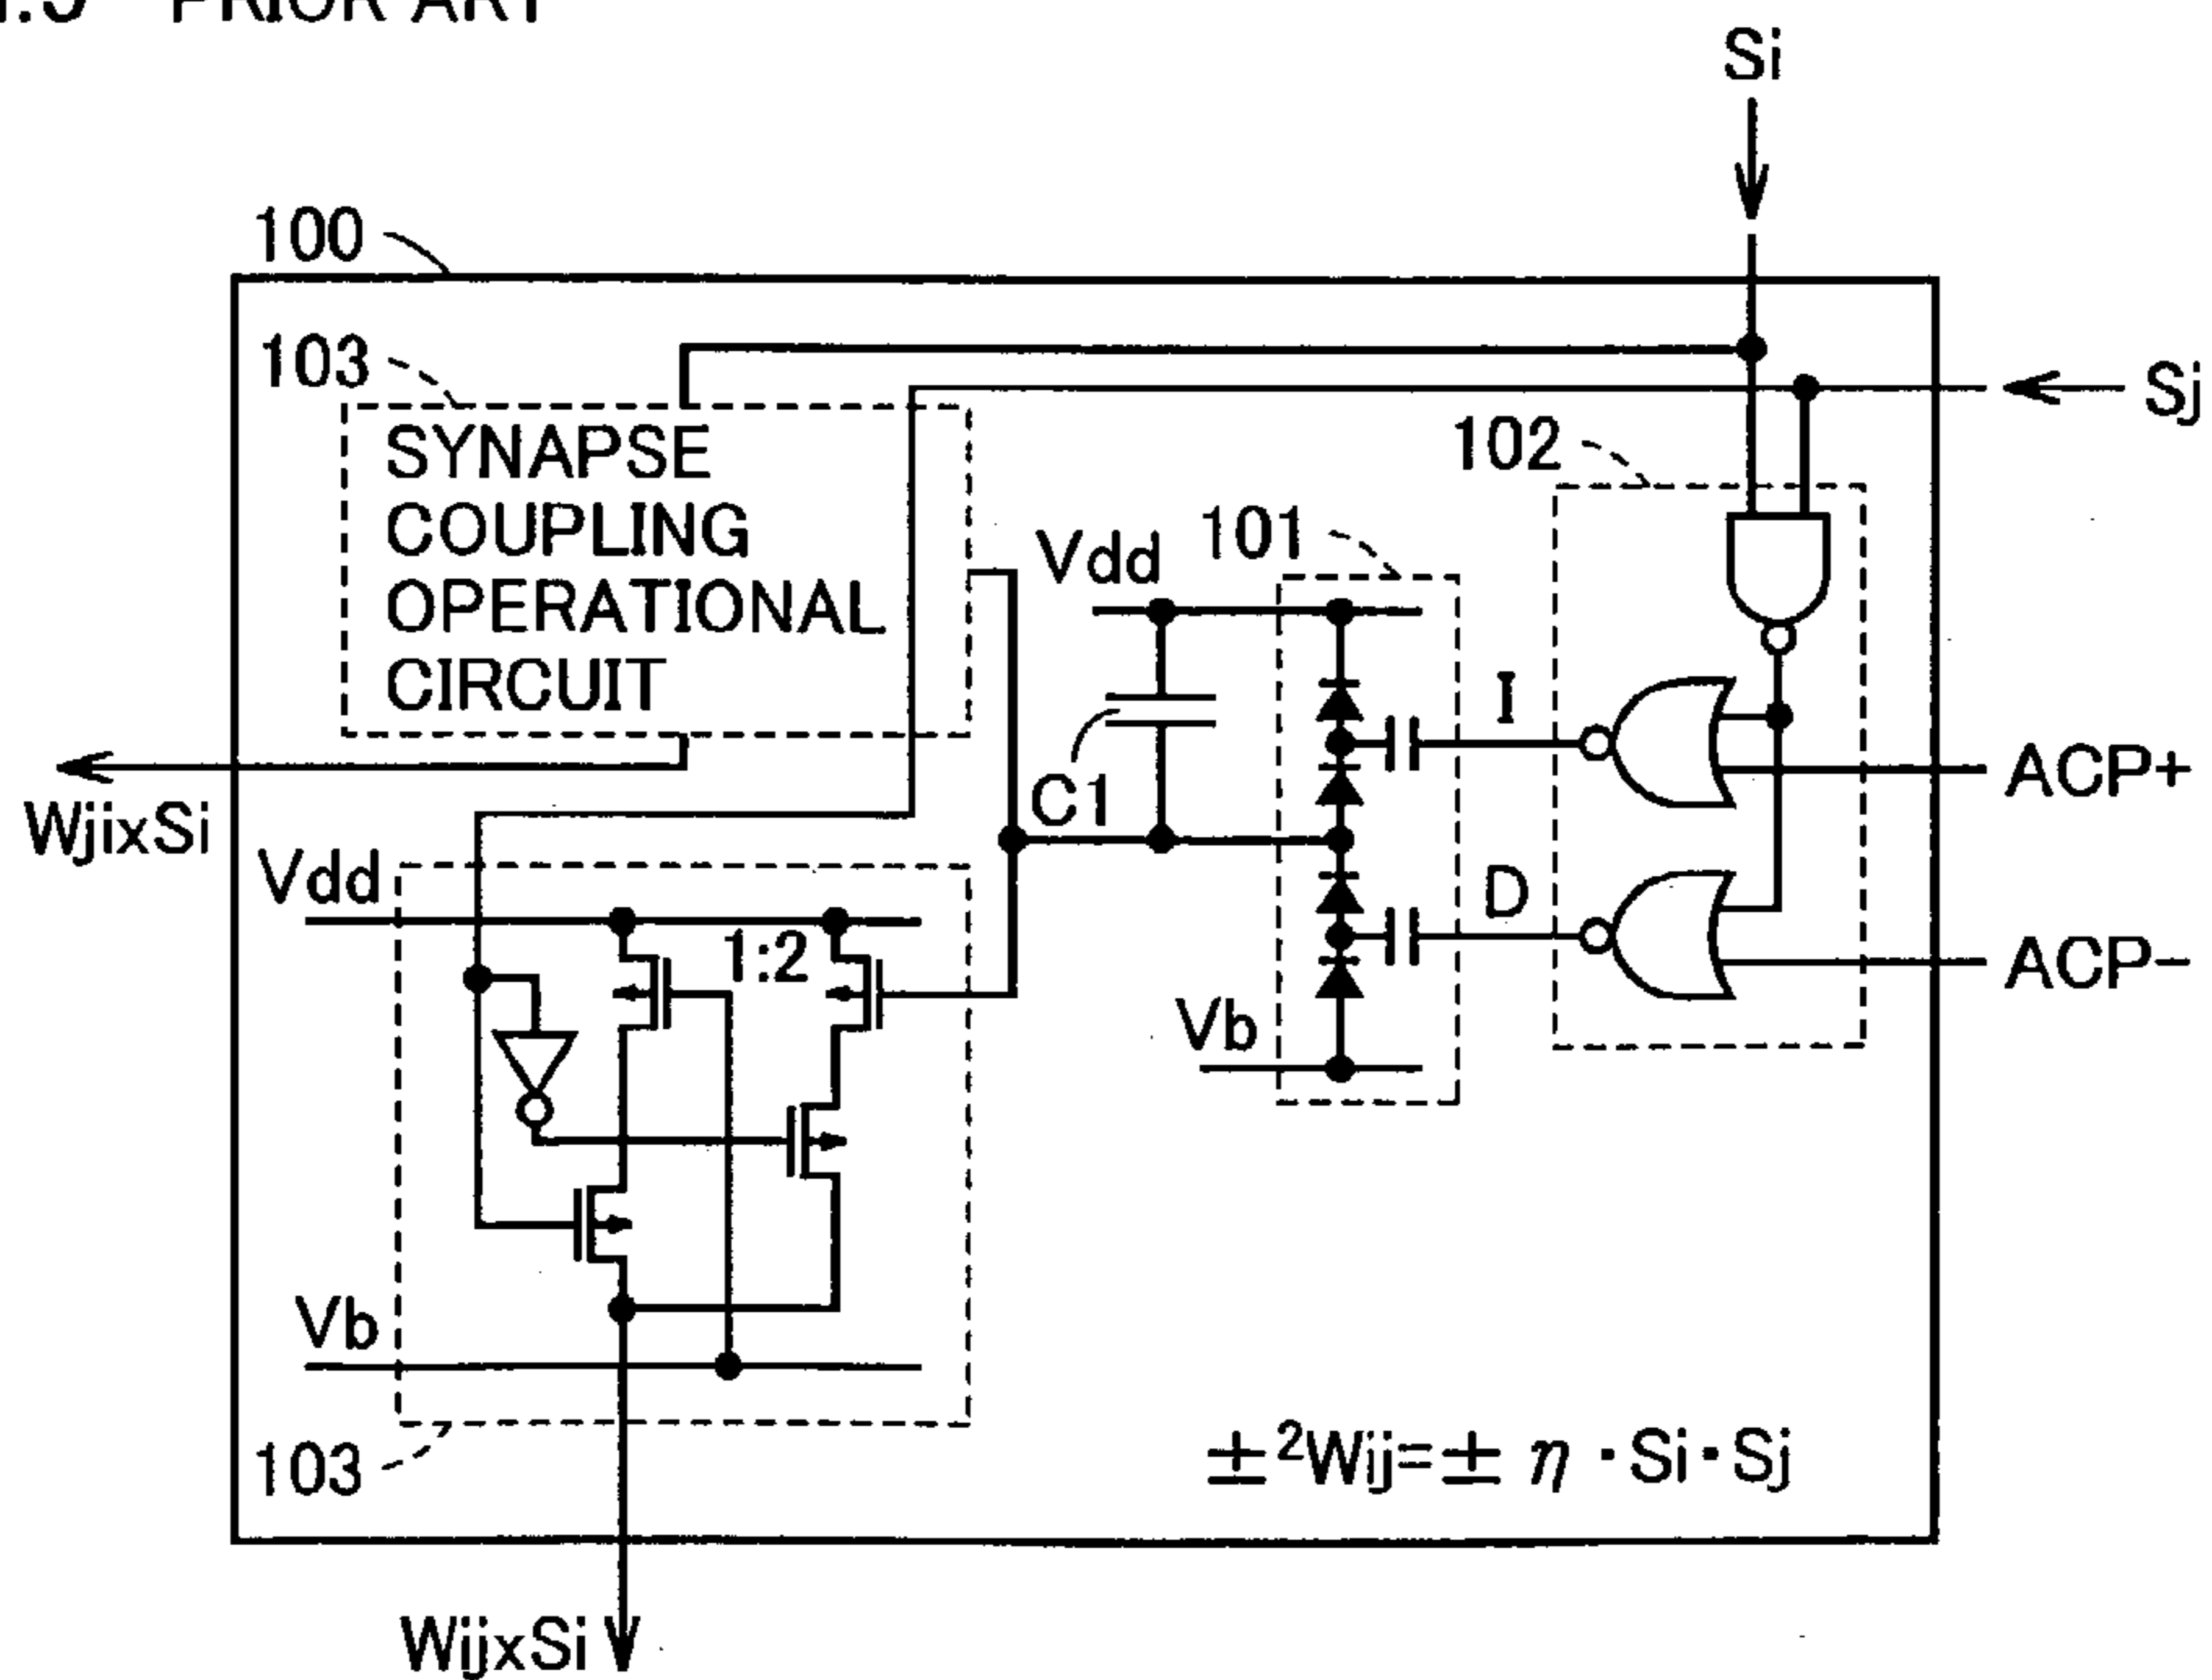 PRIOR ART
Si
100
103
Sj
SYNAPSE
COUPLING
OPERATIONAL
CIRCUIT
102
Vdd
101
I
C1
ACP+
WjixSi
Vdd
D
1:2
ACP−
Vb
Vb
103
±²Wij=± η・Si・Sj
WijxSi